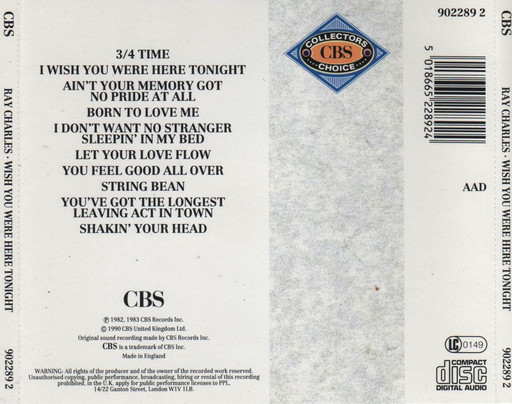 CBS
RAY CHARLES · WISH YOU WERE HERE TONIGHT
902289 2
3/4 TIME
I WISH YOU WERE HERE TONIGHT
AIN'T YOUR MEMORY GOT
NO PRIDE AT ALL
BORN TO LOVE ME
I DON'T WANT NO STRANGER
SLEEPIN' IN MY BED
LET YOUR LOVE FLOW
YOU FEEL GOOD ALL OVER
STRING BEAN
YOU'VE GOT THE LONGEST
LEAVING ACT IN TOWN
SHAKIN' YOUR HEAD
CBS
℗ 1982, 1983 CBS Records Inc.
© 1990 CBS United Kingdom Ltd.
Original sound recording made by CBS Records Inc.
CBS is a trademark of CBS Inc.
Made in England
WARNING: All rights of the producer and of the owner of the recorded work reserved.
Unauthorised copying, public performance, broadcasting, hiring or rental of this recording
prohibited, in the U.K. apply for public performance licenses to PPL.
14/22 Ganton Street, London W1V 1LB.
COLLECTORS
CBS
CHOICE
902289 2
5 018665 228924
AAD
LC 0149
COMPACT
disc
DIGITAL AUDIO
CBS
RAY CHARLES · WISH YOU WERE HERE TONIGHT
902289 2